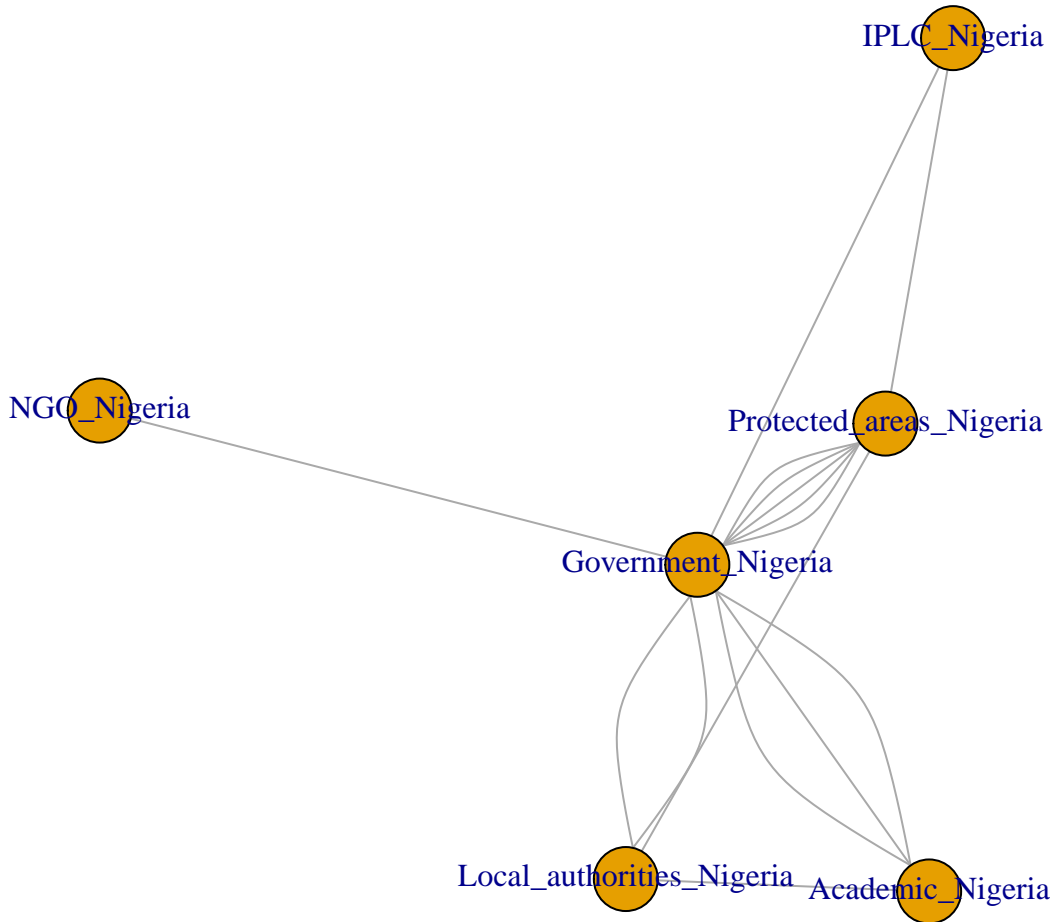 IPLC_Nigeria
NGO_Nigeria
Protected_areas_Nigeria
Government_Nigeria
Local_authorities_Nigeria
Academic_Nigeria